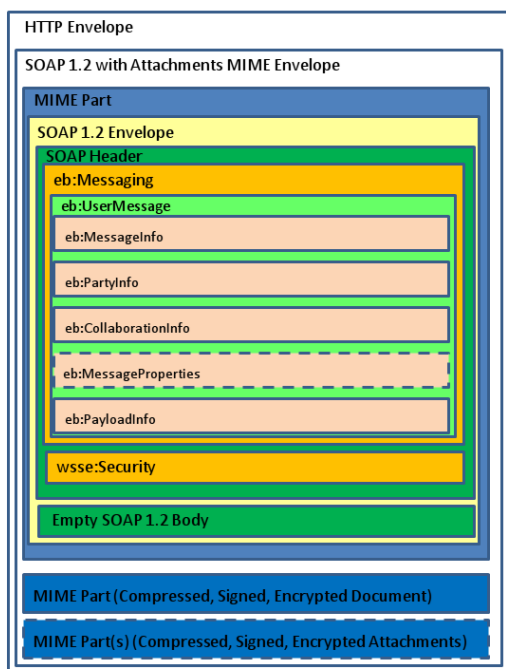 HTTP Envelope
SOAP 1.2 with Attachments MIME Envelope
MIME Part
SOAP 1.2 Envelope
SOAP Header
eb:Messaging
eb:UserMessage
eb:MessageInfo
eb:PartyInfo
eb:CollaborationInfo
eb:MessageProperties
eb:PayloadInfo
wsse:Security
Empty SOAP 1.2 Body
MIME Part (Compressed, Signed, Encrypted Document)
MIME Part(s) (Compressed, Signed, Encrypted Attachments)